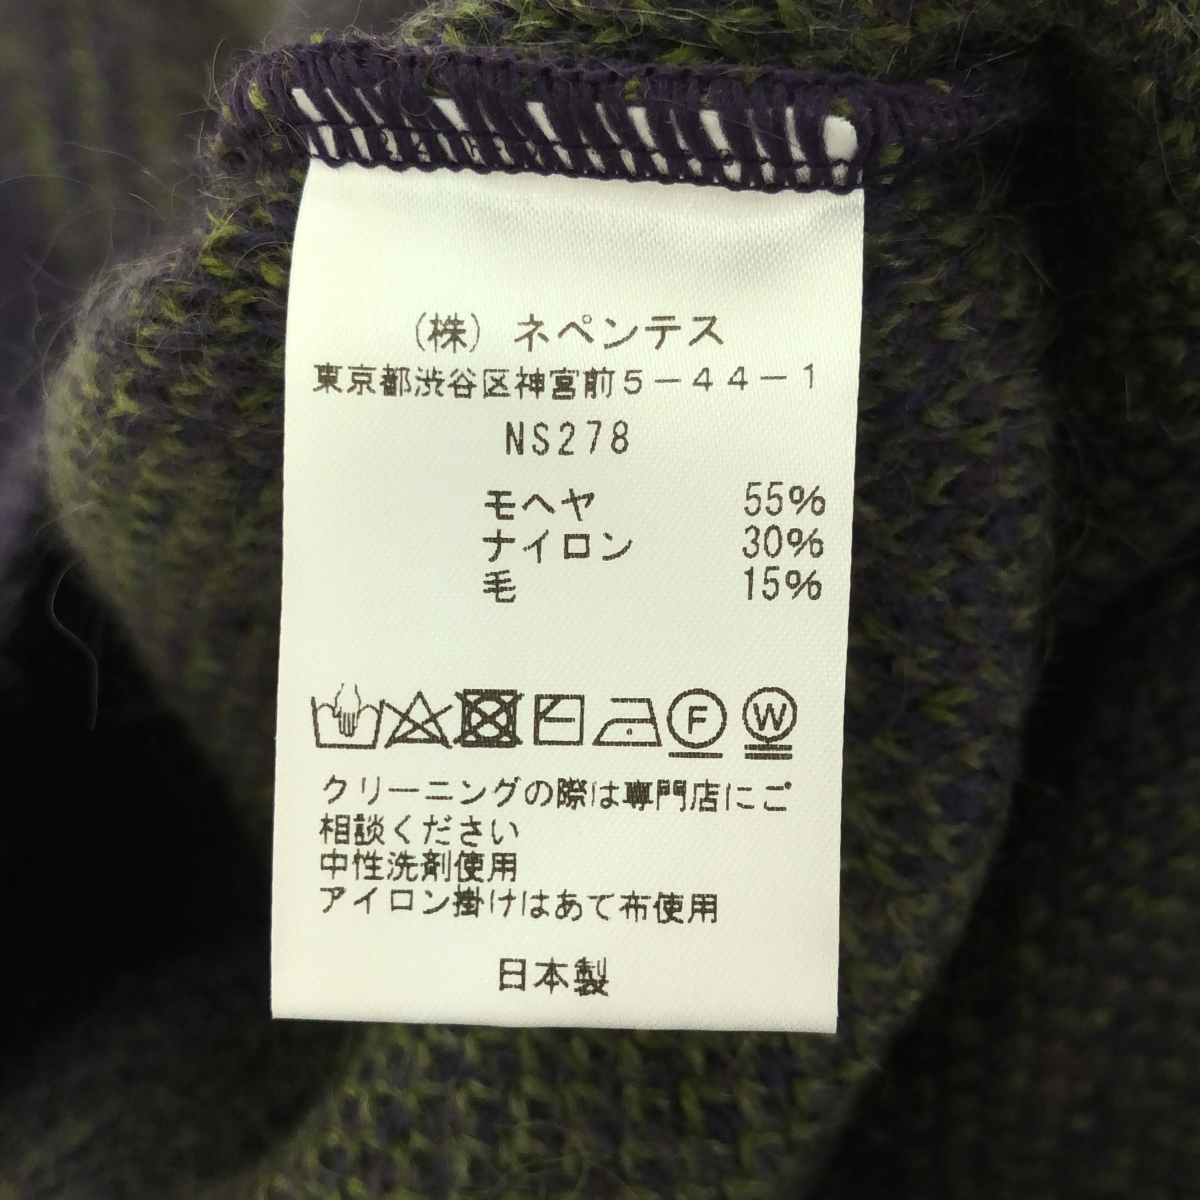 (株) ネペンテス
東京都渋谷区神宮前5-44-1
NS278
モヘヤ 55%
ナイロン 30%
毛 15%
F W
クリーニングの際は専門店にご
相談ください
中性洗剤使用
アイロン掛けはあて布使用
日本製